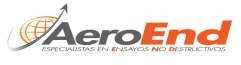 AeroEnd
ESPECIALISTAS EN ENSAYOS NO DESTRUCTIVOS